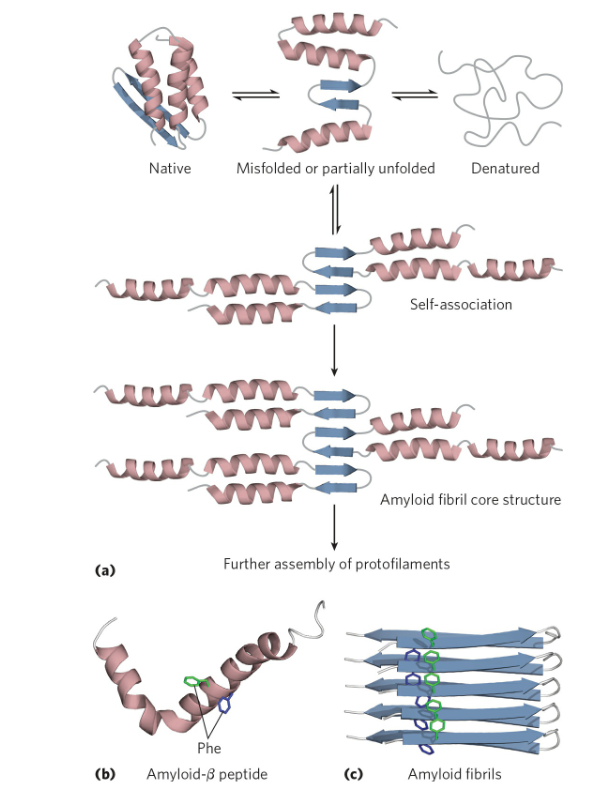 Native
Misfolded or partially unfolded
Denatured
Self-association
Amyloid fibril core structure
Further assembly of protofilaments
(a)
Phe
(b) Amyloid-β peptide
(c) Amyloid fibrils